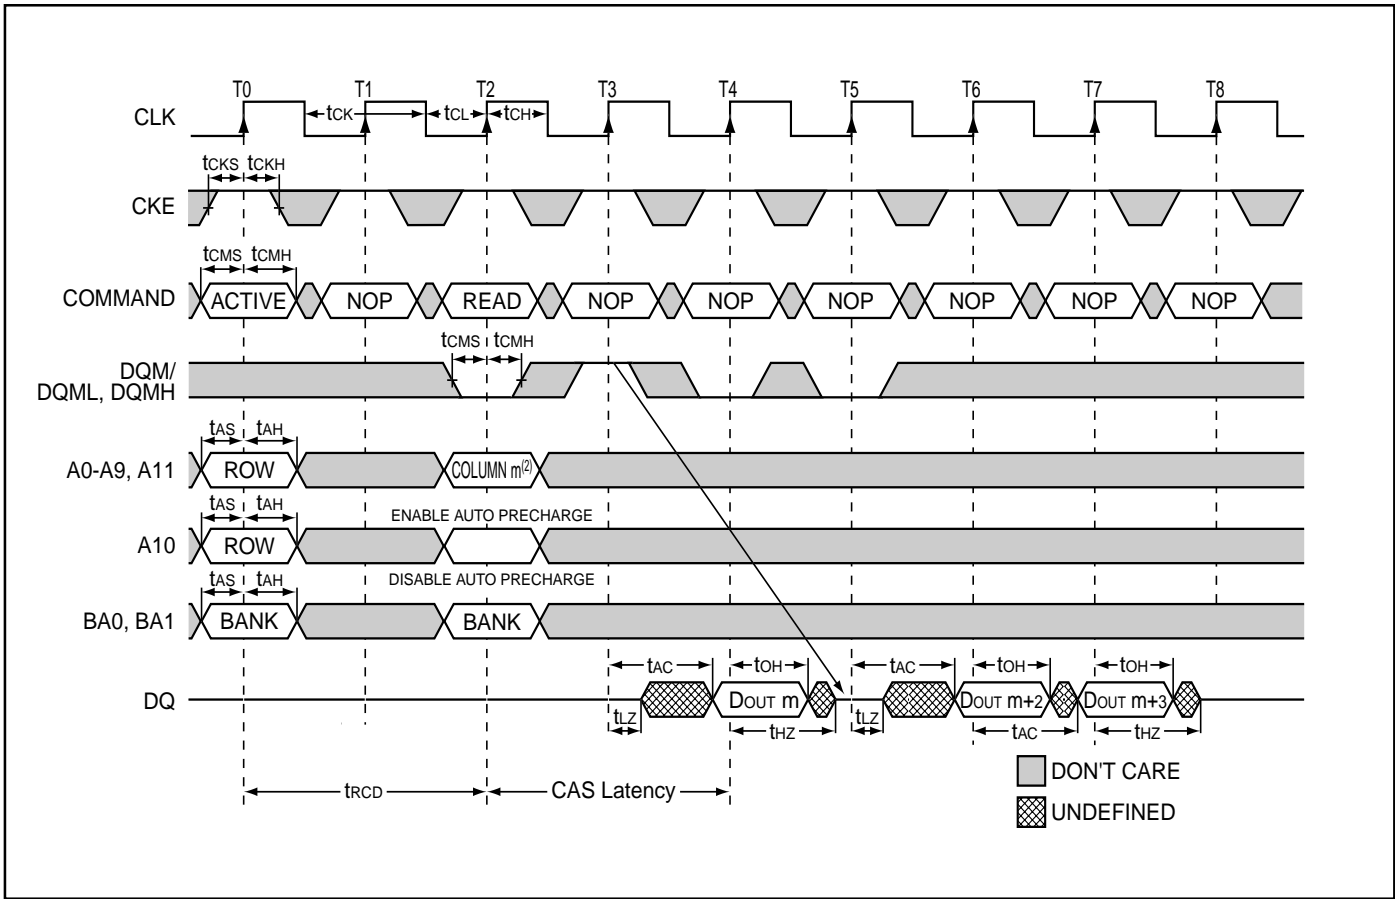 T0 T1 T2 T3 T4 T5 T6 T7 T8
CLK tCK tCL tCH
tCKS tCKH
CKE
tCMS tCMH
COMMAND ACTIVE NOP READ NOP NOP NOP NOP NOP NOP
tCMS tCMH
DQM/
DQML, DQMH
tAS tAH
A0-A9, A11 ROW COLUMN m(2)
tAS tAH ENABLE AUTO PRECHARGE
A10 ROW
tAS tAH DISABLE AUTO PRECHARGE
BA0, BA1 BANK BANK
tAC tOH tAC tOH tOH
DQ DOUT m DOUT m+2 DOUT m+3
tLZ tHZ tLZ tAC tHZ
DON'T CARE
tRCD CAS Latency
UNDEFINED